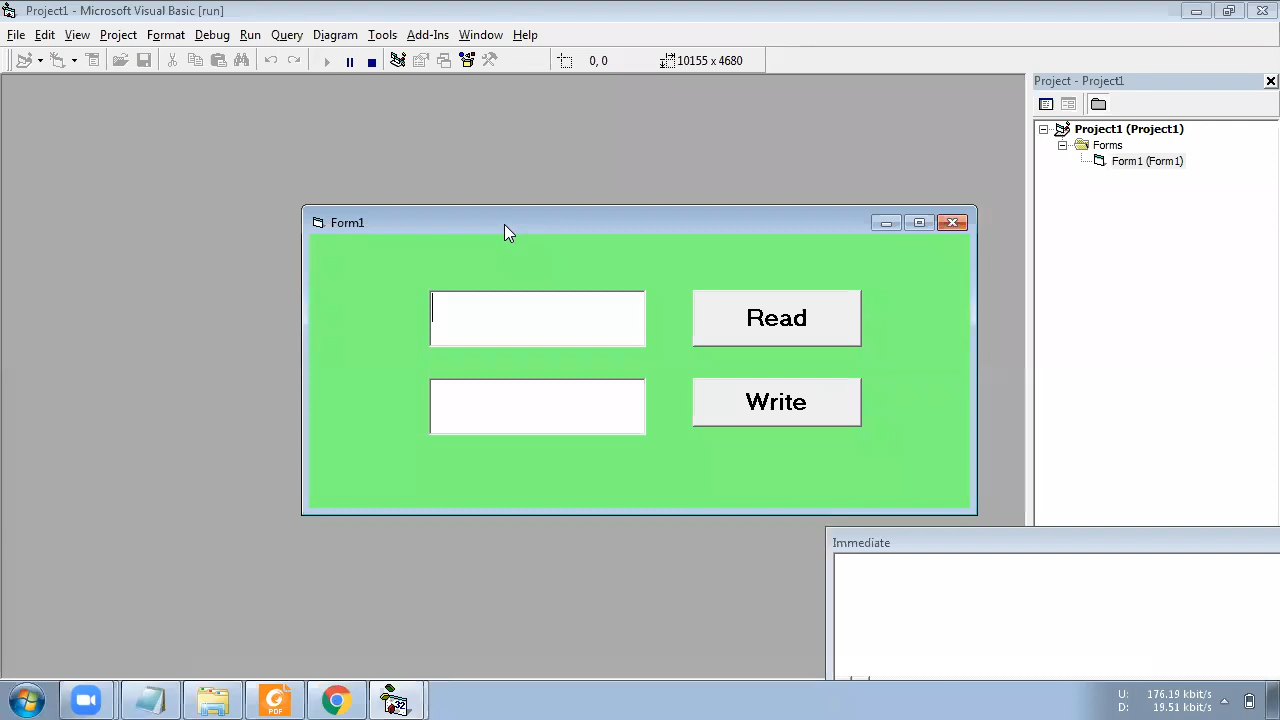 Project1 - Microsoft Visual Basic [run]
File Edit View Project Format Debug Run Query Diagram Tools Add-Ins Window Help
0, 0 10155 x 4680
Project - Project1
Project1 (Project1)
Forms
Form1 (Form1)
Form1
Read
Write
Immediate
PDF
32
U: 176.19 kbit/s
D: 19.51 kbit/s